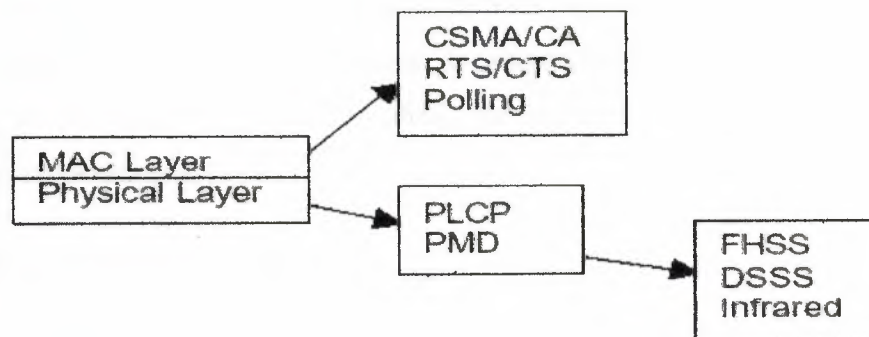 CSMA/CA
RTS/CTS
Polling
MAC Layer
Physical Layer
PLCP
PMD
FHSS
DSSS
Infrared